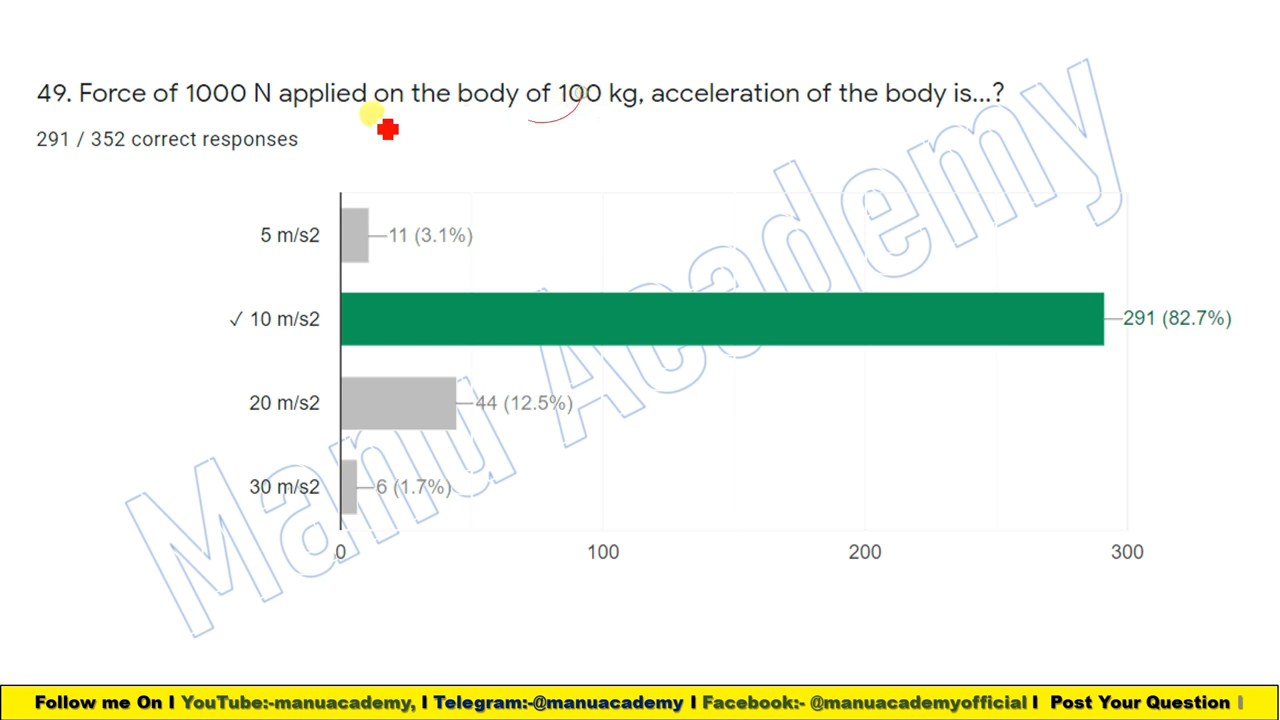 49. Force of 1000 N applied on the body of 100 kg, acceleration of the body is...?
291 / 352 correct responses
5 m/s2 11 (3.1%)
✓ 10 m/s2 291 (82.7%)
20 m/s2 44 (12.5%)
30 m/s2 6 (1.7%)
0 100 200 300
Manu Academy
Follow me On I YouTube:-manuacademy, I Telegram:-@manuacademy I Facebook:- @manuacademyofficial I Post Your Question I